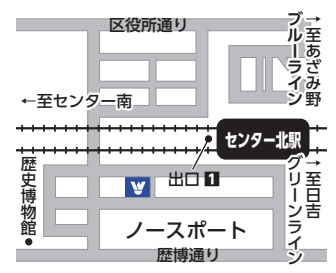 区役所通り
→至あざみ野
ブルーライン
←至センター南
センター北駅
出口 1
歴史博物館
W
→至日吉
グリーンライン
ノースポート
歴博通り